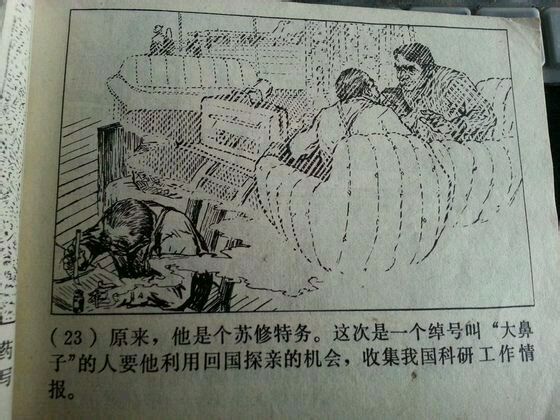 (23)原来，他是个苏修特务。这次是一个绰号叫“大鼻
子”的人要他利用回国探亲的机会，收集我国科研工作情
报。
药
写